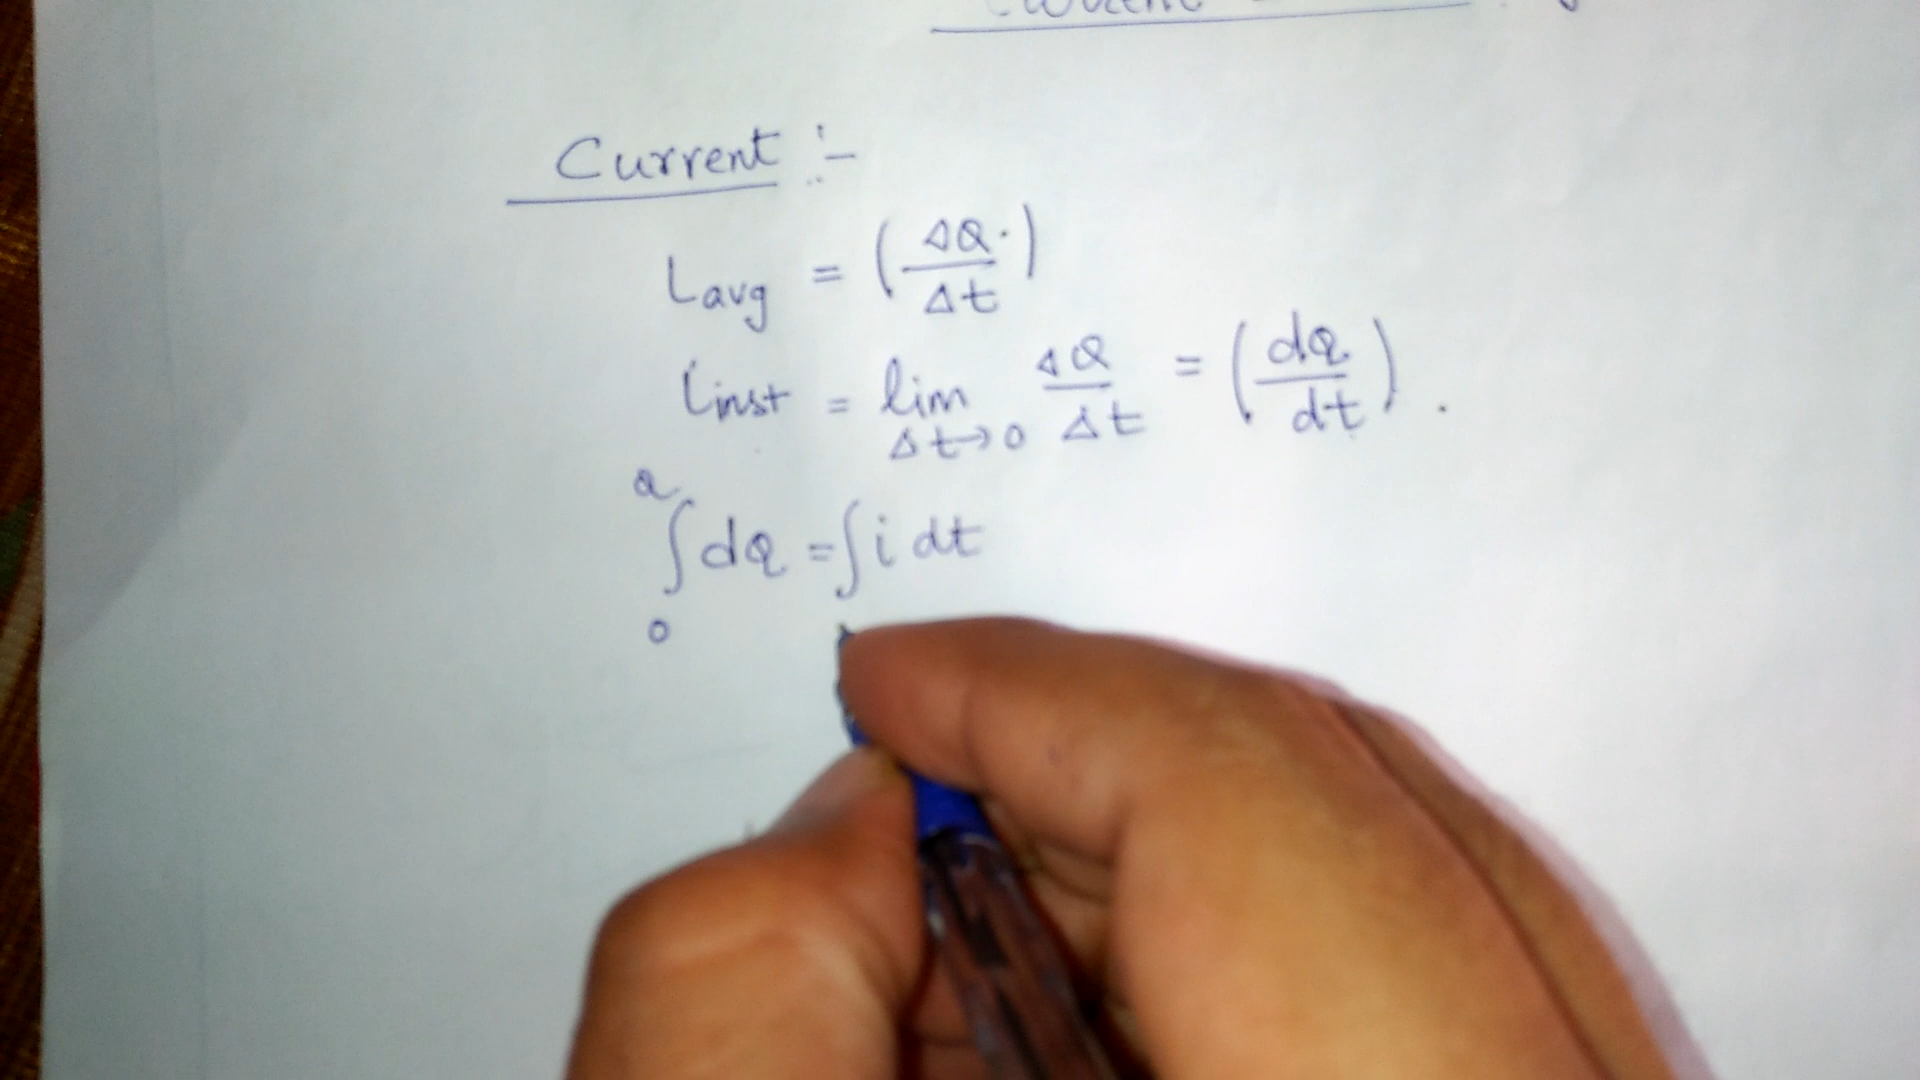 Current :-
iavg = (ΔQ/Δt)
iinst = lim Δt→0 ΔQ/Δt = (dQ/dt).
∫₀^Q dQ = ∫ i dt